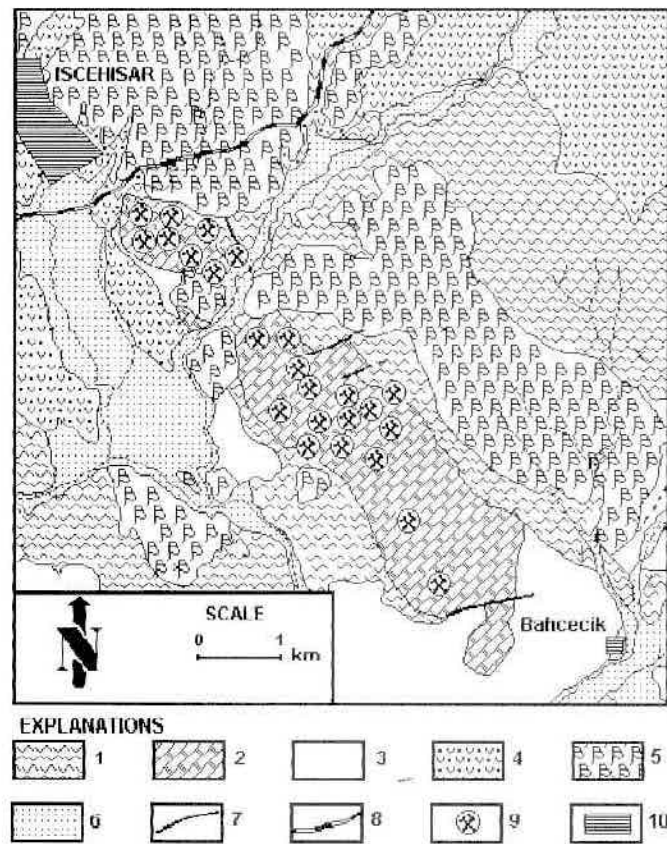 ISCEHISAR
SCALE
0 1
km
N
Bahcecik
EXPLANATIONS
1 2 3 4 5
6 7 8 9 10